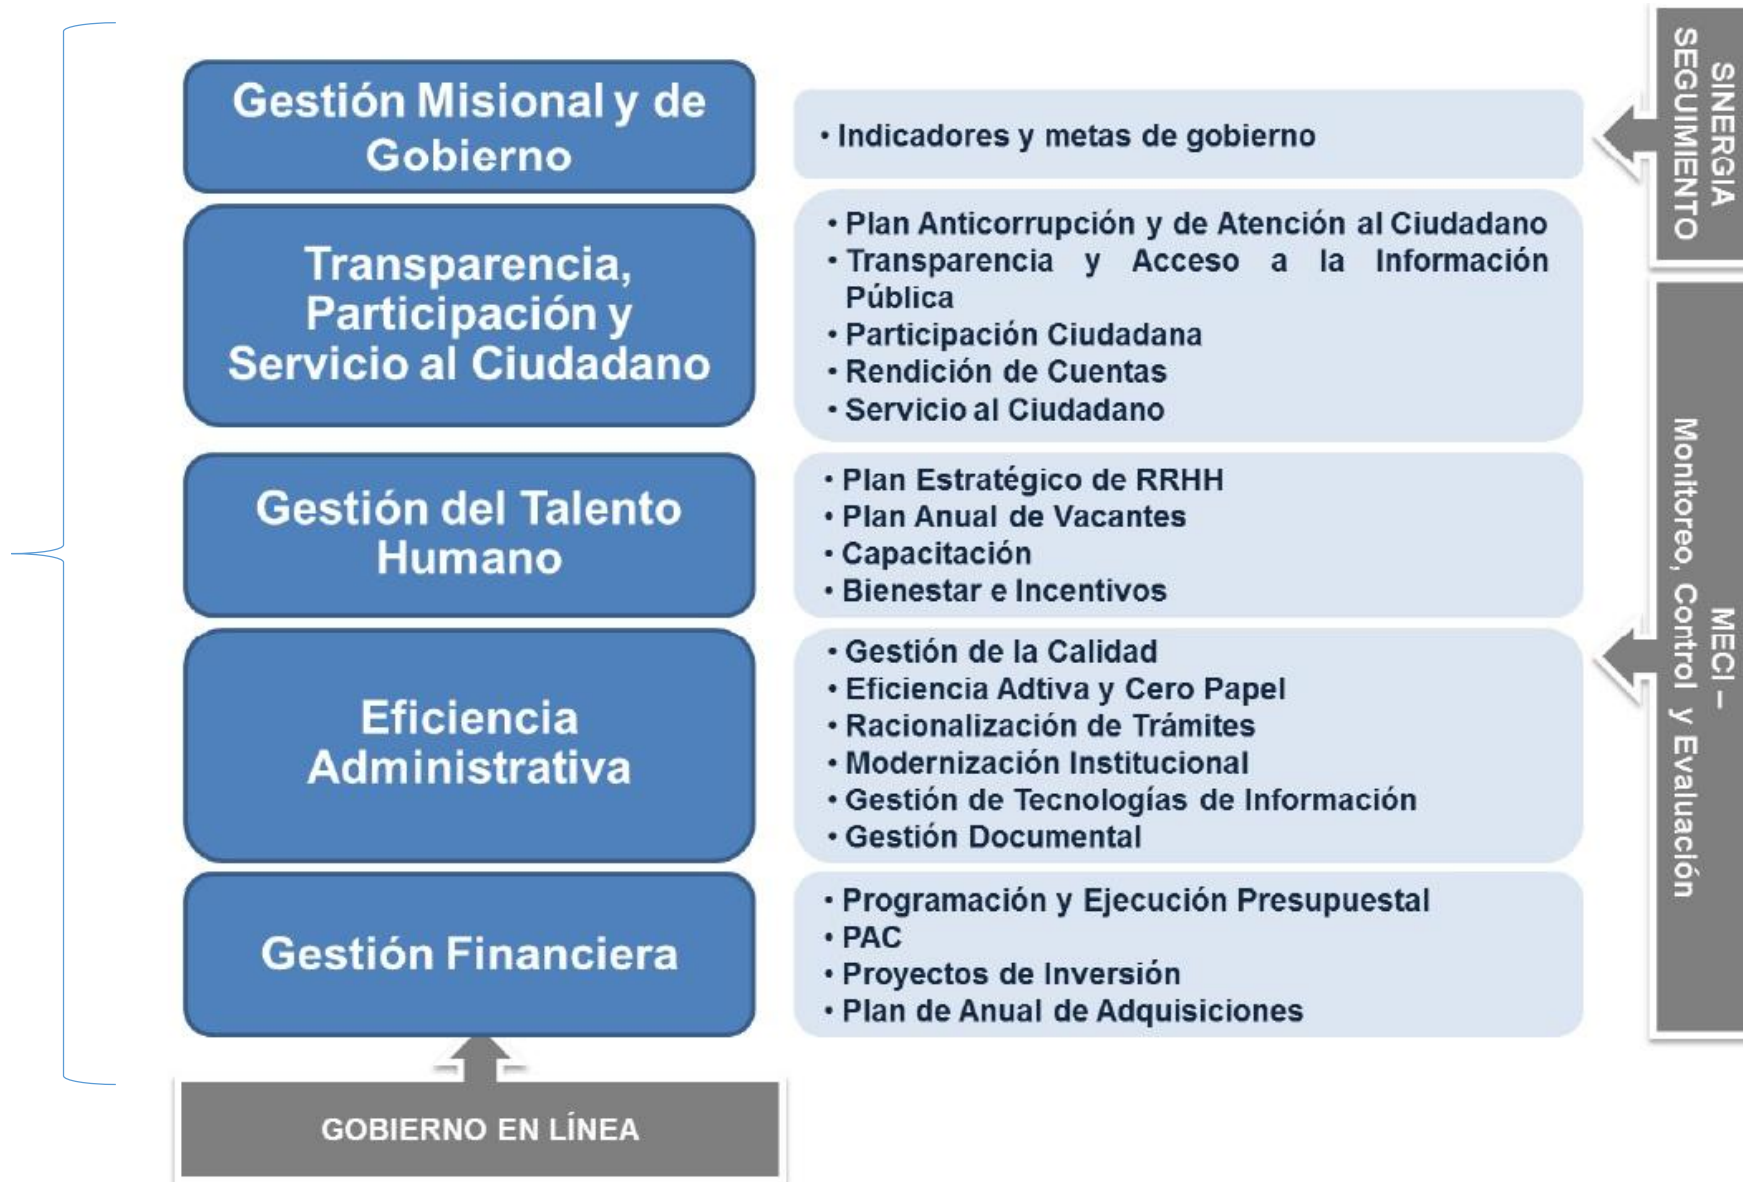 Gestión Misional y de
Gobierno
• Indicadores y metas de gobierno
Transparencia,
Participación y
Servicio al Ciudadano
• Plan Anticorrupción y de Atención al Ciudadano
• Transparencia y Acceso a la Información
Pública
• Participación Ciudadana
• Rendición de Cuentas
• Servicio al Ciudadano
Gestión del Talento
Humano
• Plan Estratégico de RRHH
• Plan Anual de Vacantes
• Capacitación
• Bienestar e Incentivos
Eficiencia
Administrativa
• Gestión de la Calidad
• Eficiencia Adtiva y Cero Papel
• Racionalización de Trámites
• Modernización Institucional
• Gestión de Tecnologías de Información
• Gestión Documental
Gestión Financiera
• Programación y Ejecución Presupuestal
• PAC
• Proyectos de Inversión
• Plan de Anual de Adquisiciones
GOBIERNO EN LÍNEA
SINERGIA
SEGUIMIENTO
MECI –
Monitoreo, Control y Evaluación